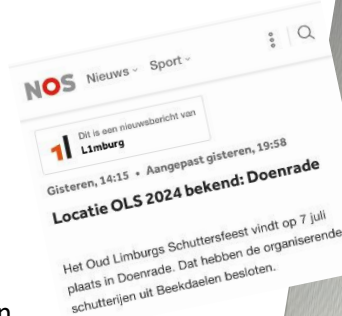 NOS Nieuws Sport
Dit is een nieuwsbericht van
L1mburg
Gisteren, 14:15 • Aangepast gisteren, 19:58
Locatie OLS 2024 bekend: Doenrade
Het Oud Limburgs Schuttersfeest vindt op 7 juli
plaats in Doenrade. Dat hebben de organiserende
schutterijen uit Beekdaelen besloten.